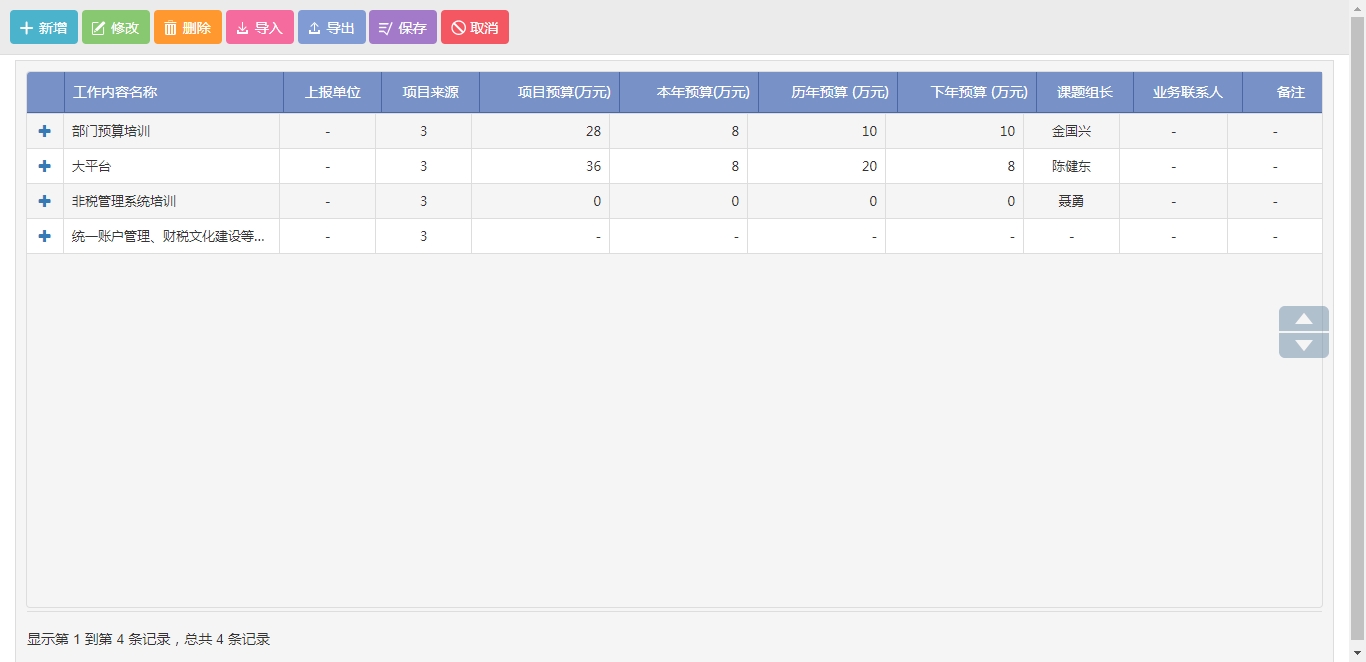 新增 修改 删除 导入 导出 保存 取消
工作内容名称 上报单位 项目来源 项目预算(万元) 本年预算(万元) 历年预算 (万元) 下年预算 (万元) 课题组长 业务联系人 备注
部门预算培训 - 3 28 8 10 10 金国兴 - -
大平台 - 3 36 8 20 8 陈健东 - -
非税管理系统培训 - 3 0 0 0 0 聂勇 - -
统一账户管理、财税文化建设等... - 3 - - - - - - -
显示第 1 到第 4 条记录，总共 4 条记录